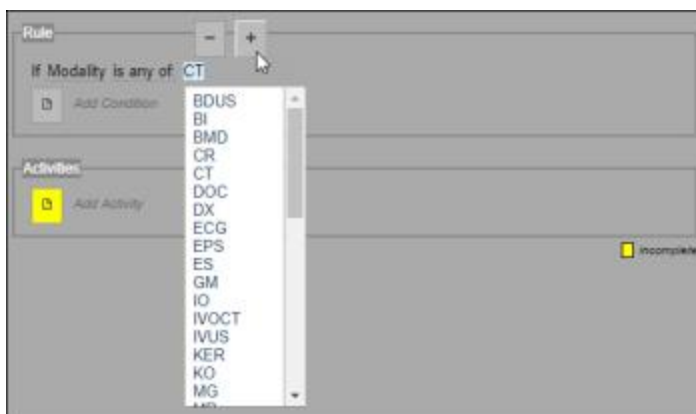 Rule
- +
If Modality is any of CT
Add Condition
BDUS
BI
BMD
CR
CT
DOC
DX
ECG
EPS
ES
GM
IO
IVOCT
IVUS
KER
KO
MG
Activities
Add Activity
incomplete